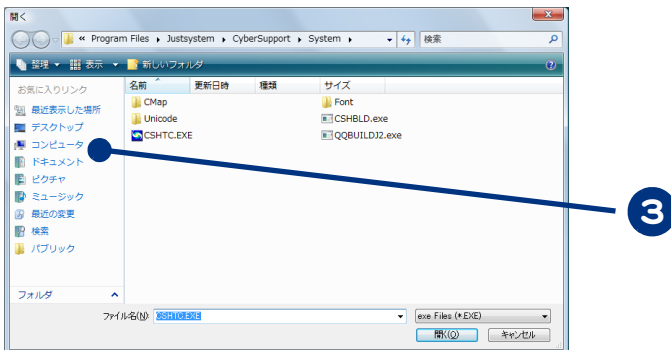 開く
« Program Files ▸ Justsystem ▸ CyberSupport ▸ System ▸ 検索
整理 表示 新しいフォルダ
お気に入りリンク 名前 更新日時 種類 サイズ
最近表示した場所 CMap Font
デスクトップ Unicode CSHBLD.exe
コンピュータ CSHTC.EXE QQBUILDJ2.exe
ドキュメント
ピクチャ
ミュージック
最近の変更
検索
パブリック
3
フォルダ
ファイル名(N): CSHTC.EXE exe Files (*.EXE)
開く(O) キャンセル